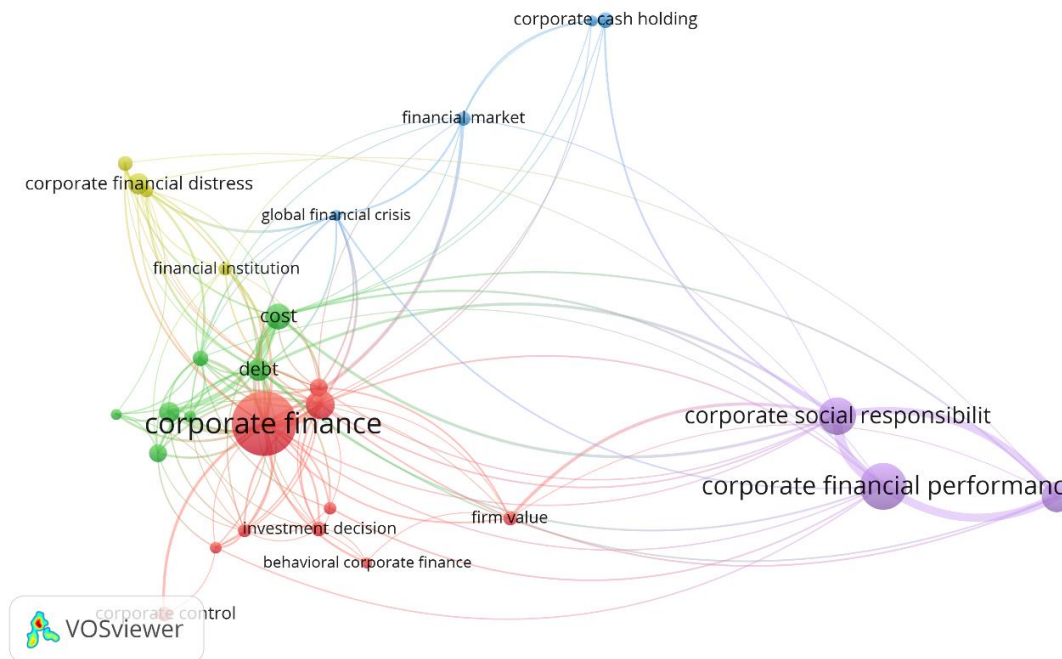 corporate cash holding
financial market
corporate financial distress
global financial crisis
financial institution
cost
debt
corporate finance
corporate social responsibilit
corporate financial performanc
firm value
investment decision
behavioral corporate finance
corporate control
VOSviewer